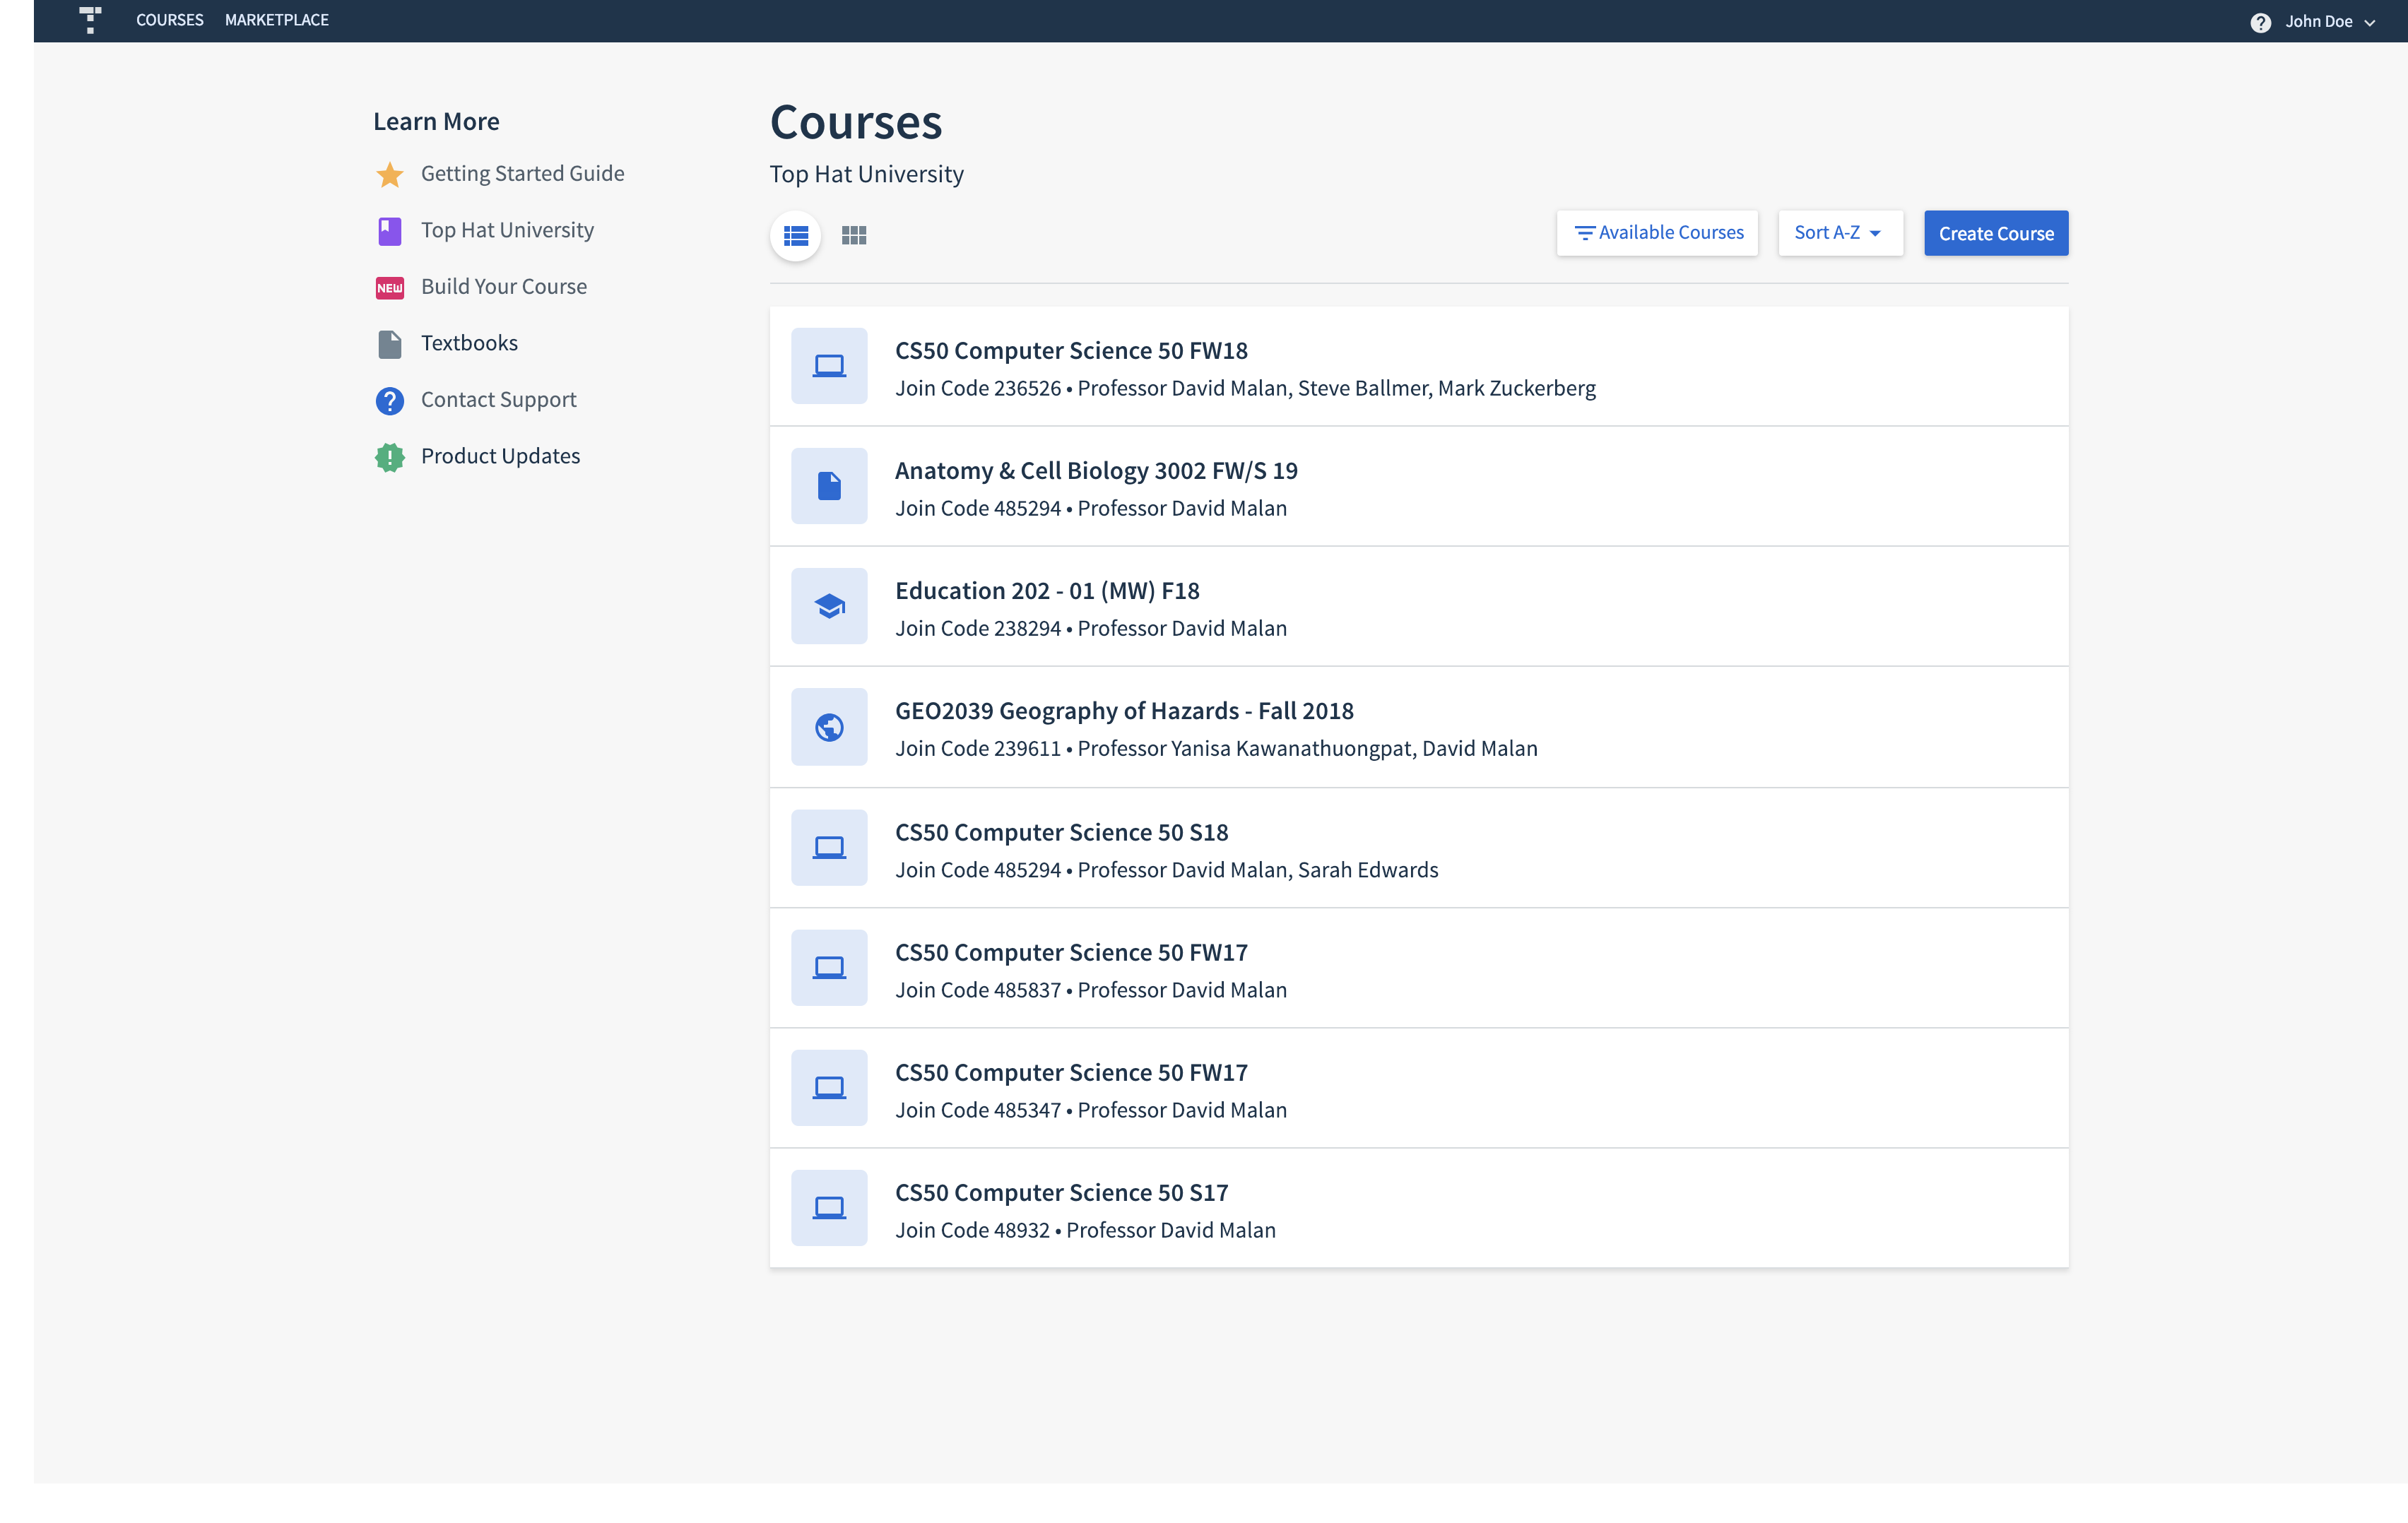 COURSES MARKETPLACE
John Doe
Learn More
Getting Started Guide
Top Hat University
NEW Build Your Course
Textbooks
Contact Support
Product Updates
Courses
Top Hat University
Available Courses
Sort A-Z
Create Course
CS50 Computer Science 50 FW18
Join Code 236526 • Professor David Malan, Steve Ballmer, Mark Zuckerberg
Anatomy & Cell Biology 3002 FW/S 19
Join Code 485294 • Professor David Malan
Education 202 - 01 (MW) F18
Join Code 238294 • Professor David Malan
GEO2039 Geography of Hazards - Fall 2018
Join Code 239611 • Professor Yanisa Kawanathuongpat, David Malan
CS50 Computer Science 50 S18
Join Code 485294 • Professor David Malan, Sarah Edwards
CS50 Computer Science 50 FW17
Join Code 485837 • Professor David Malan
CS50 Computer Science 50 FW17
Join Code 485347 • Professor David Malan
CS50 Computer Science 50 S17
Join Code 48932 • Professor David Malan